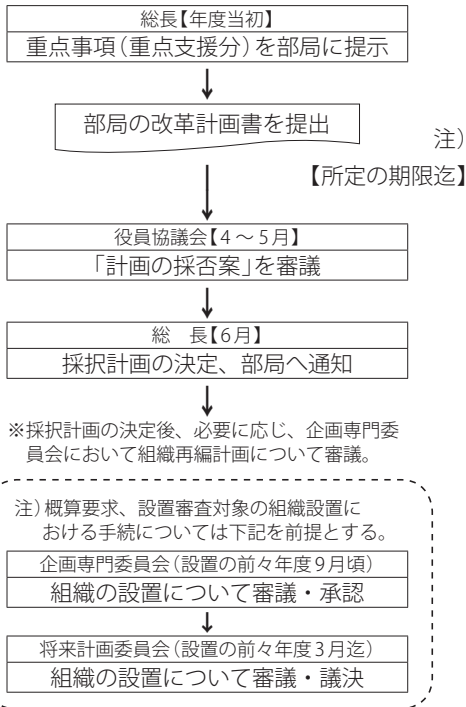 総長【年度当初】
重点事項(重点支援分)を部局に提示
部局の改革計画書を提出
注)
【所定の期限迄】
役員協議会【4~5月】
「計画の採否案」を審議
総 長【6月】
採択計画の決定、部局へ通知
※採択計画の決定後、必要に応じ、企画専門委
員会において組織再編計画について審議。
注)概算要求、設置審査対象の組織設置に
おける手続については下記を前提とする。
企画専門委員会(設置の前々年度9月頃)
組織の設置について審議・承認
将来計画委員会(設置の前々年度3月迄)
組織の設置について審議・議決